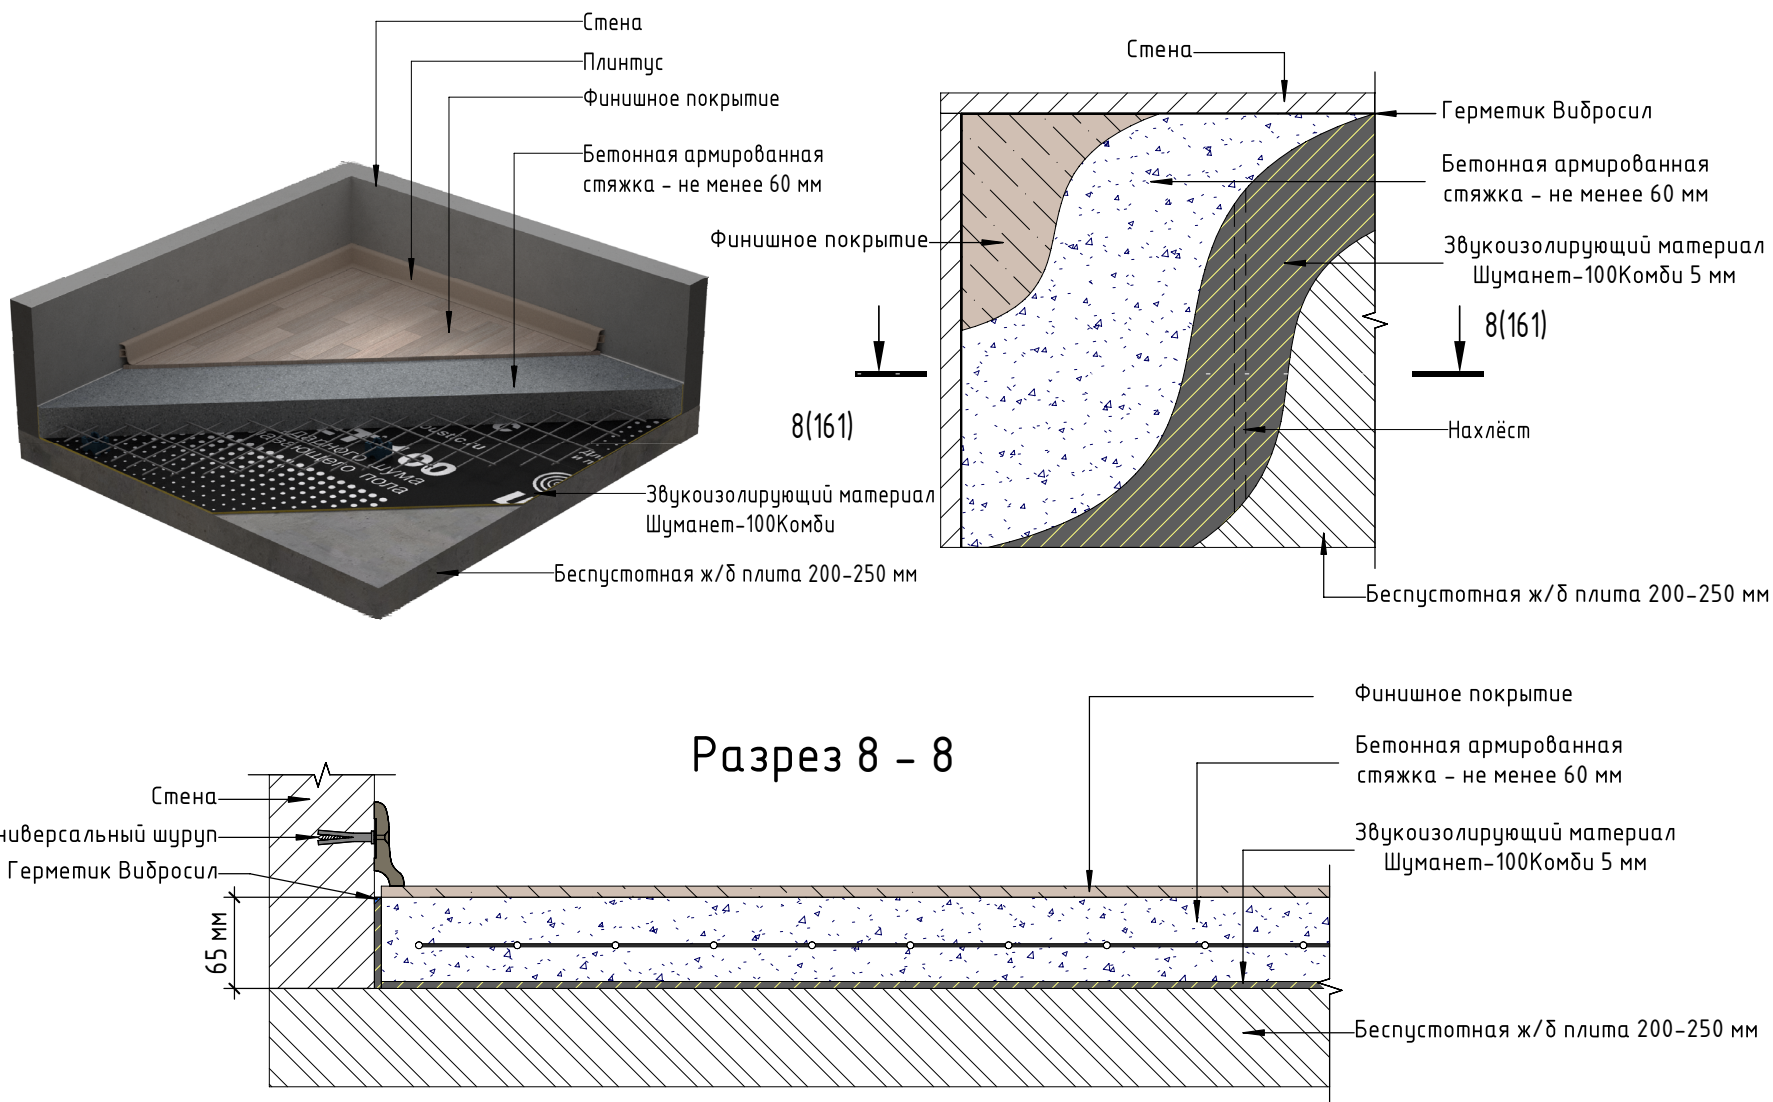 Стена
Плинтус
Финишное покрытие
Бетонная армированная
стяжка - не менее 60 мм
Звукоизолирующий материал
Шуманет-100Комби
Беспустотная ж/б плита 200-250 мм
Стена
Герметик Вибросил
Бетонная армированная
стяжка - не менее 60 мм
Финишное покрытие
Звукоизолирующий материал
Шуманет-100Комби 5 мм
8(161)
8(161)
Нахлёст
Беспустотная ж/б плита 200-250 мм
Разрез 8 - 8
Финишное покрытие
Бетонная армированная
стяжка - не менее 60 мм
Стена
ниверсальный шуруп
Звукоизолирующий материал
Шуманет-100Комби 5 мм
Герметик Вибросил
65 мм
Беспустотная ж/б плита 200-250 мм